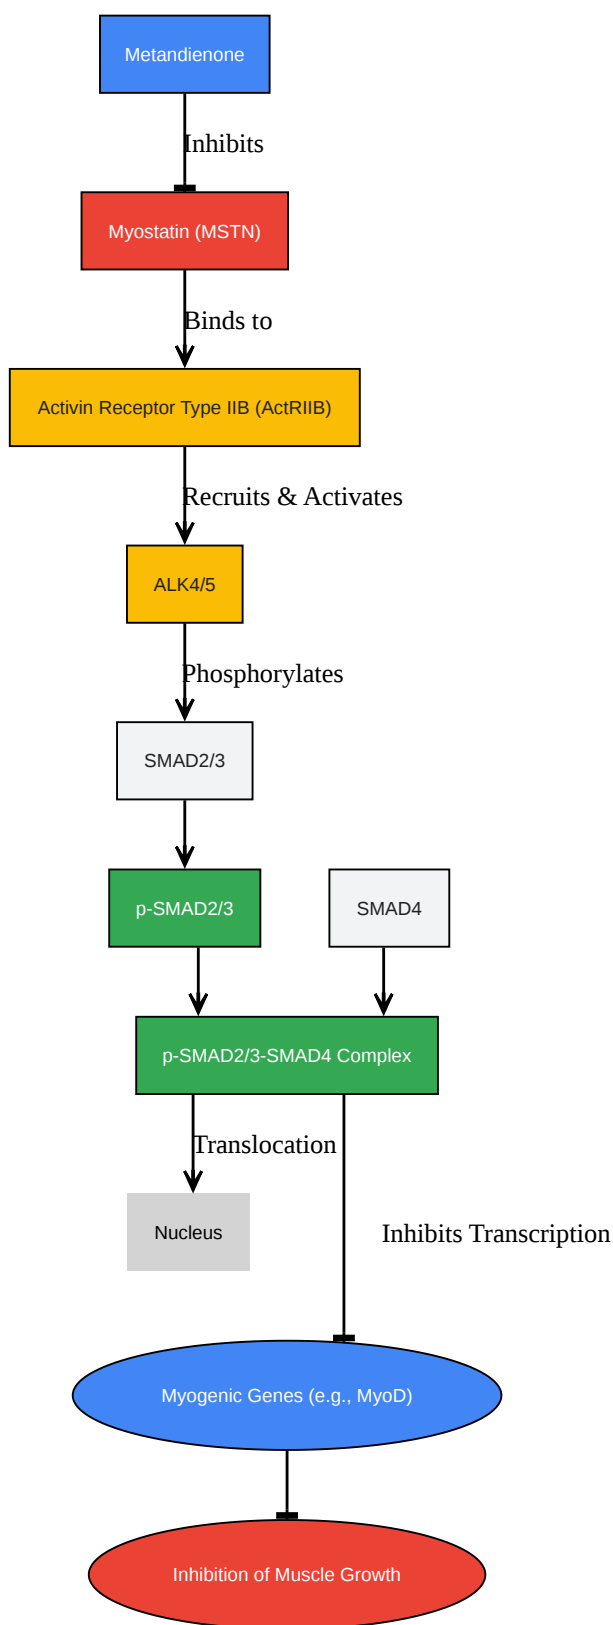 Metandienone
Inhibits
Myostatin (MSTN)
Binds to
Activin Receptor Type IIB (ActRIIB)
Recruits & Activates
ALK4/5
Phosphorylates
SMAD2/3
p-SMAD2/3
SMAD4
p-SMAD2/3-SMAD4 Complex
Translocation
Nucleus
Inhibits Transcription
Myogenic Genes (e.g., MyoD)
Inhibition of Muscle Growth